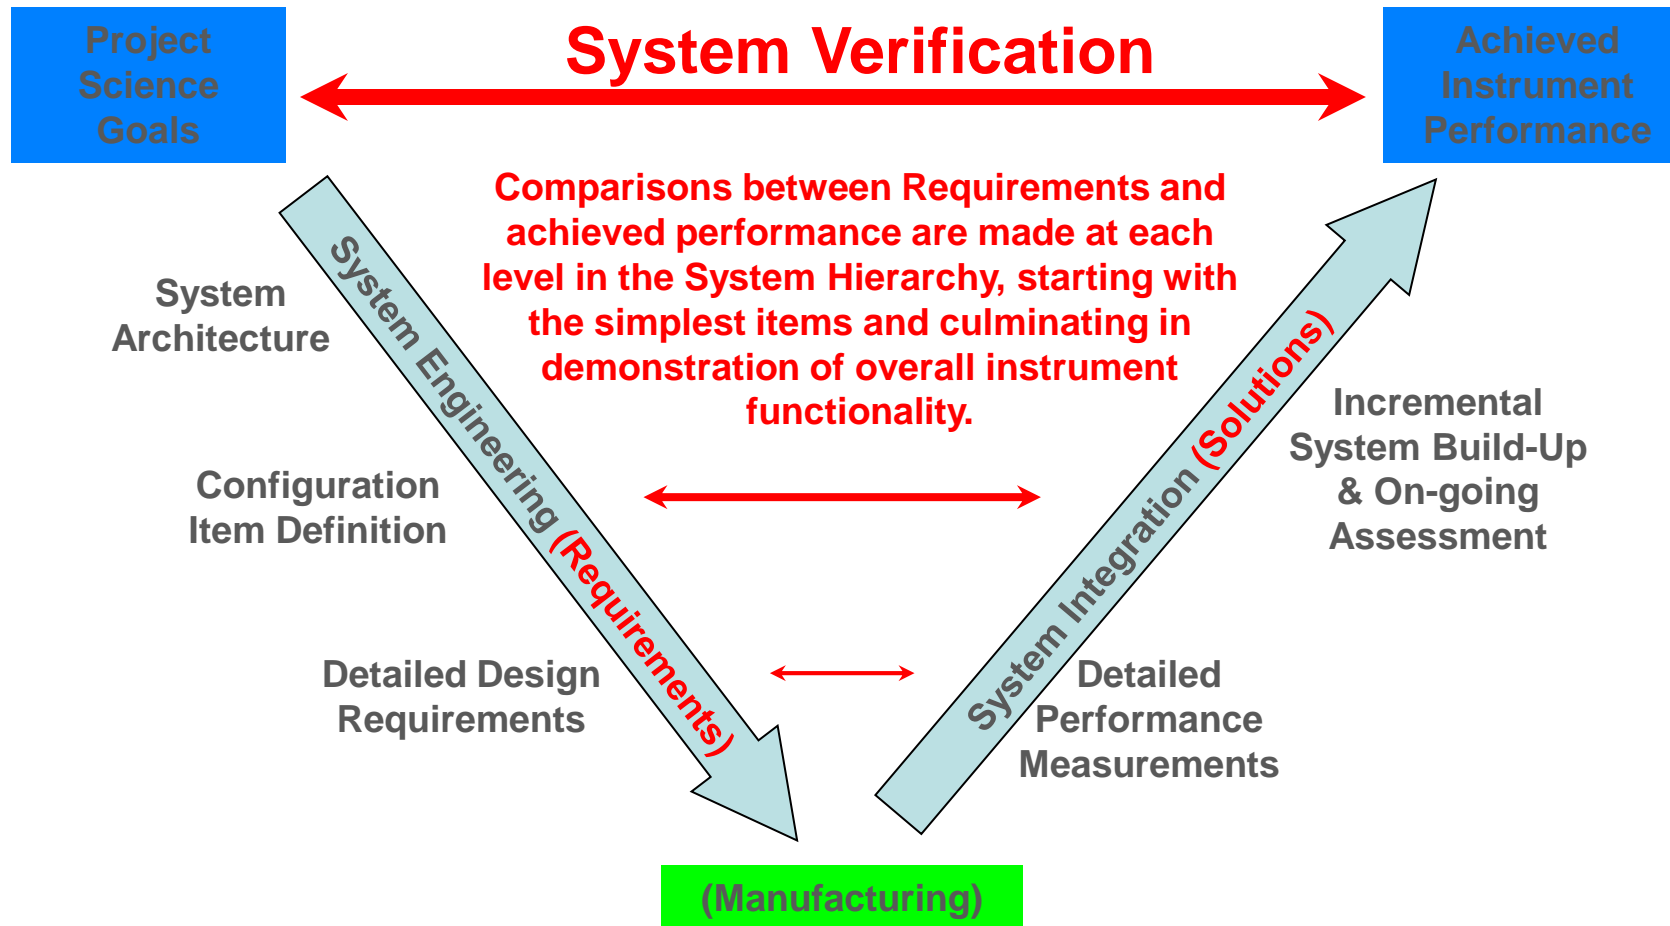 Project
Science
Goals
System Verification
Achieved
Instrument
Performance
Comparisons between Requirements and
achieved performance are made at each
level in the System Hierarchy, starting with
the simplest items and culminating in
demonstration of overall instrument
functionality.
System Engineering (Requirements)
System
Architecture
Configuration
Item Definition
Detailed Design
Requirements
System Integration (Solutions)
Incremental
System Build-Up
& On-going
Assessment
Detailed
Performance
Measurements
(Manufacturing)